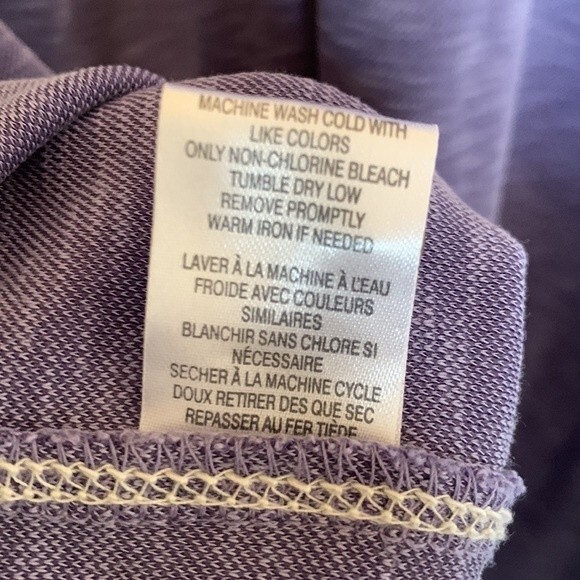 MACHINE WASH COLD WITH
LIKE COLORS
ONLY NON-CHLORINE BLEACH
TUMBLE DRY LOW
REMOVE PROMPTLY
WARM IRON IF NEEDED
LAVER À LA MACHINE À L'EAU
FROIDE AVEC COULEURS
SIMILAIRES
BLANCHIR SANS CHLORE SI
NÉCESSAIRE
SECHER À LA MACHINE CYCLE
DOUX RETIRER DES QUE SEC
REPASSER AU FER TIÈDE